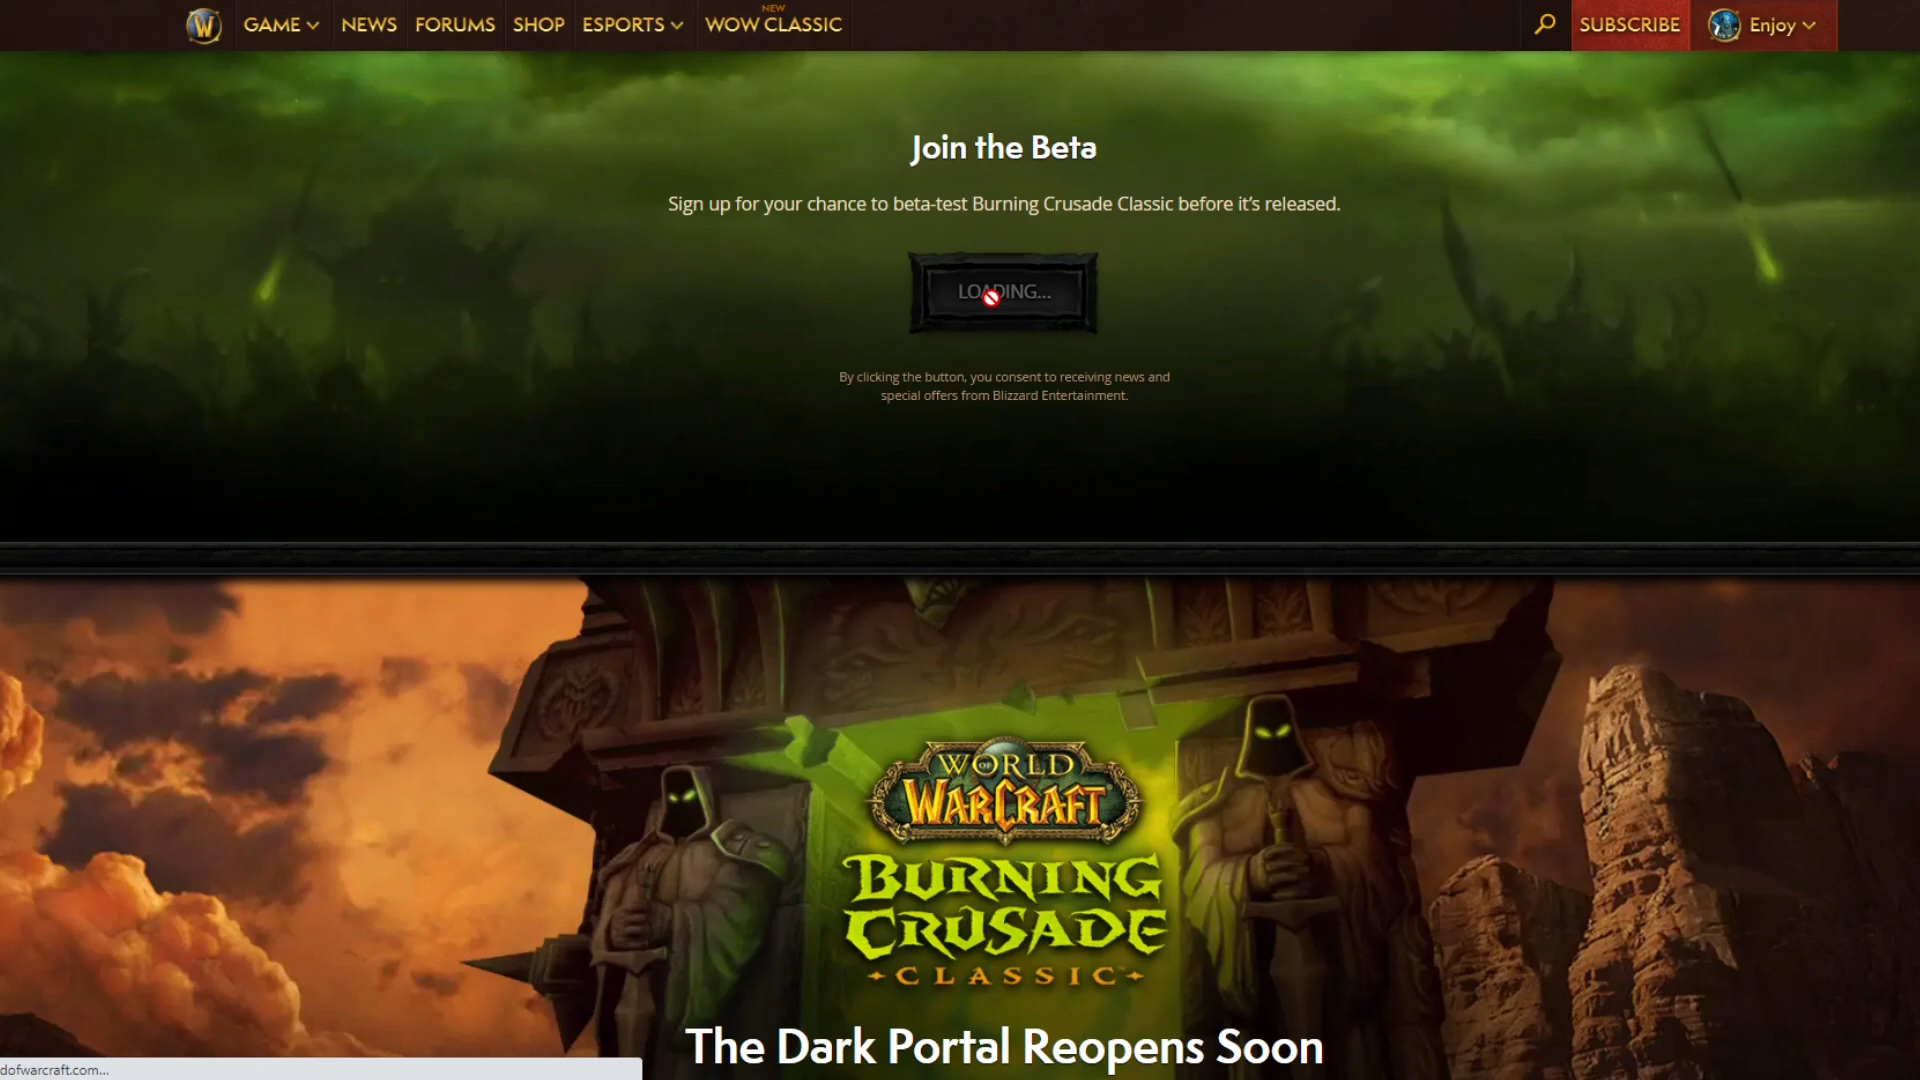 GAME
NEWS
FORUMS
SHOP
ESPORTS
NEW
WOW CLASSIC
SUBSCRIBE
Enjoy
Join the Beta
Sign up for your chance to beta-test Burning Crusade Classic before it's released.
LOADING...
By clicking the button, you consent to receiving news and
special offers from Blizzard Entertainment.
WORLD
OF
WARCRAFT
BURNING
CRUSADE
CLASSIC
The Dark Portal Reopens Soon
dofwarcraft.com...